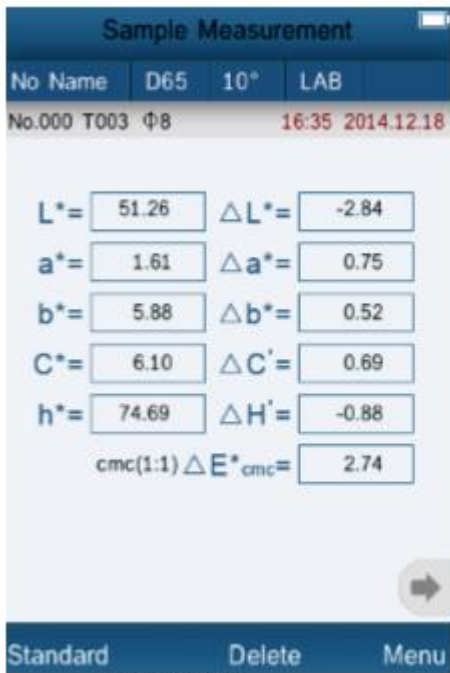 Sample Measurement
No Name D65 10° LAB
No.000 T003 Φ8 16:35 2014.12.18
L*= 51.26 △L*= -2.84
a*= 1.61 △a*= 0.75
b*= 5.88 △b*= 0.52
C*= 6.10 △C*= 0.69
h*= 74.69 △H*= -0.88
cmc(1:1) △E*cmc= 2.74
Standard Delete Menu